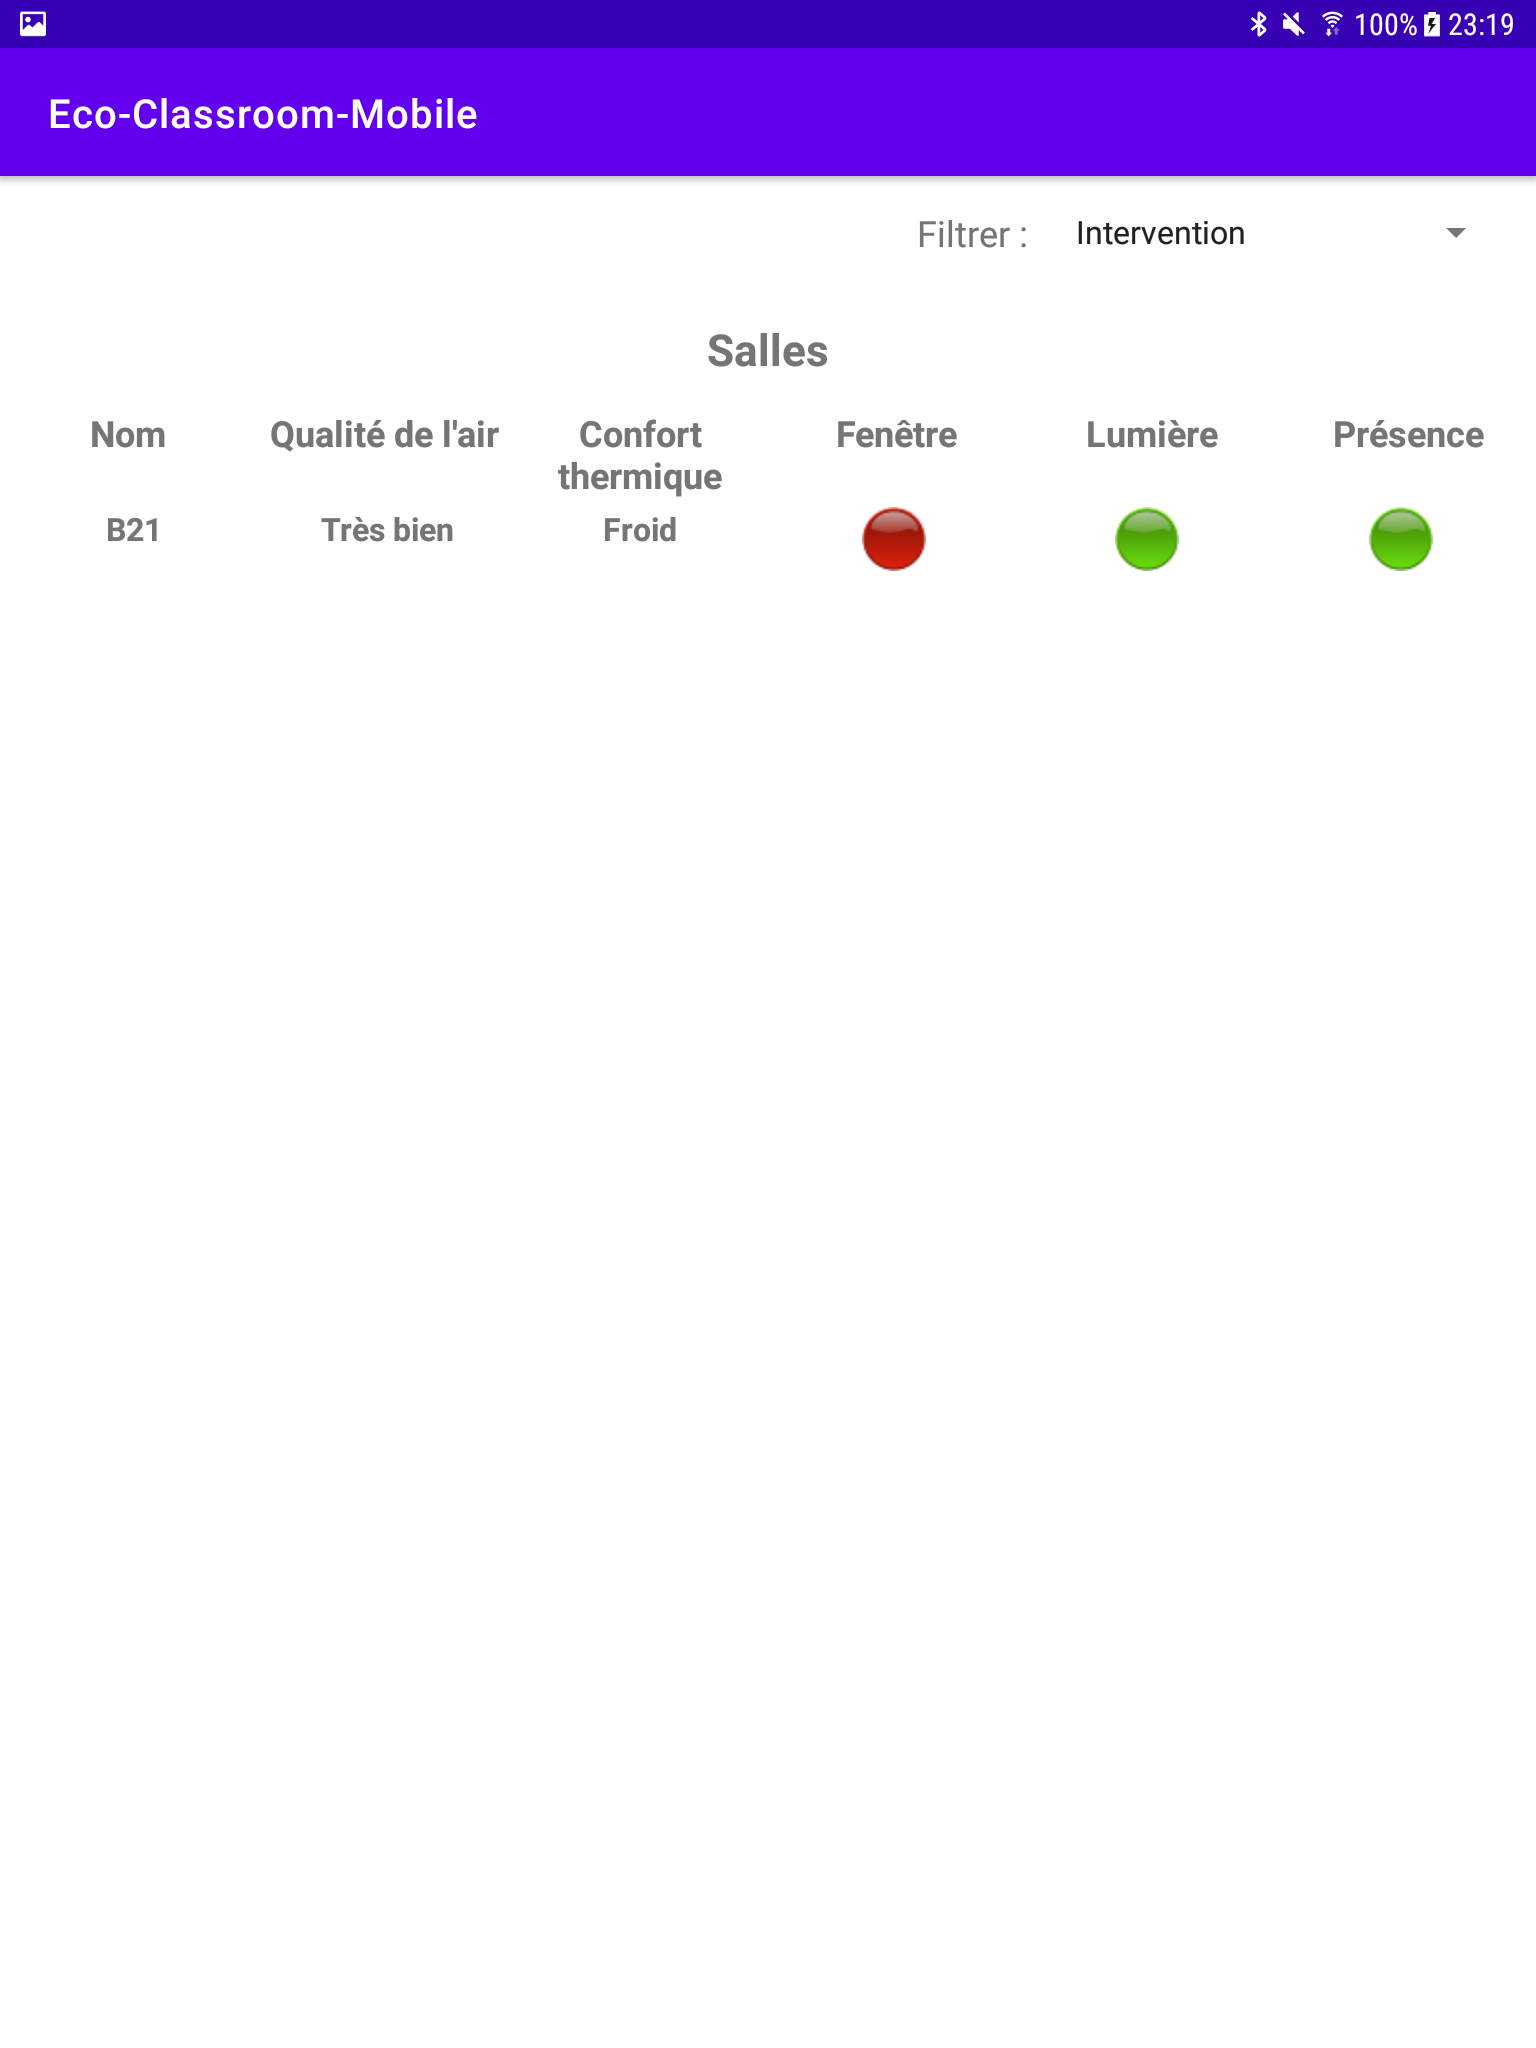 100% 23:19
Eco-Classroom-Mobile
Filtrer : Intervention
Salles
Nom Qualité de l'air Confort thermique Fenêtre Lumière Présence
B21 Très bien Froid